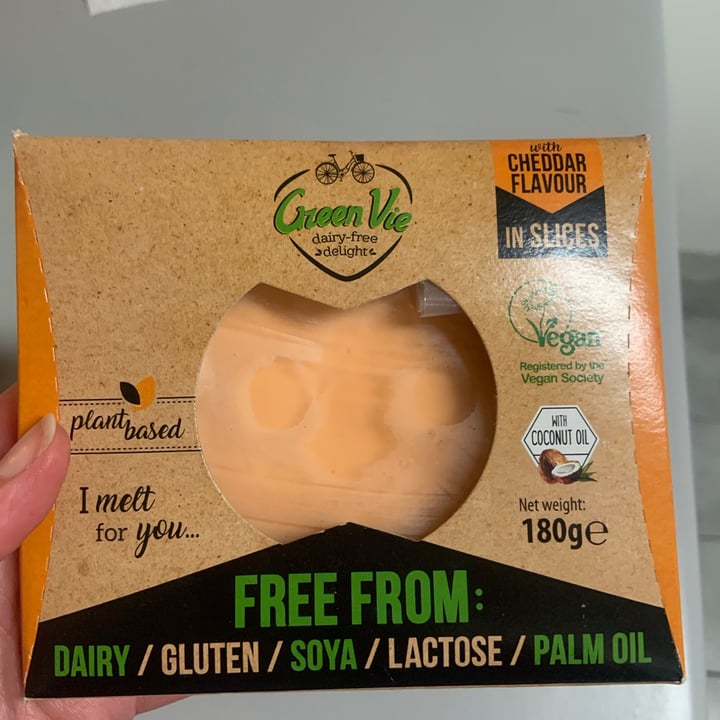 with
CHEDDAR
FLAVOUR
IN SLICES
Green Vie
dairy-free
delight
Vegan
Registered by the
Vegan Society
plant based
WITH
COCONUT OIL
I melt
for you...
Net weight:
180g℮
FREE FROM:
DAIRY / GLUTEN / SOYA / LACTOSE / PALM OIL